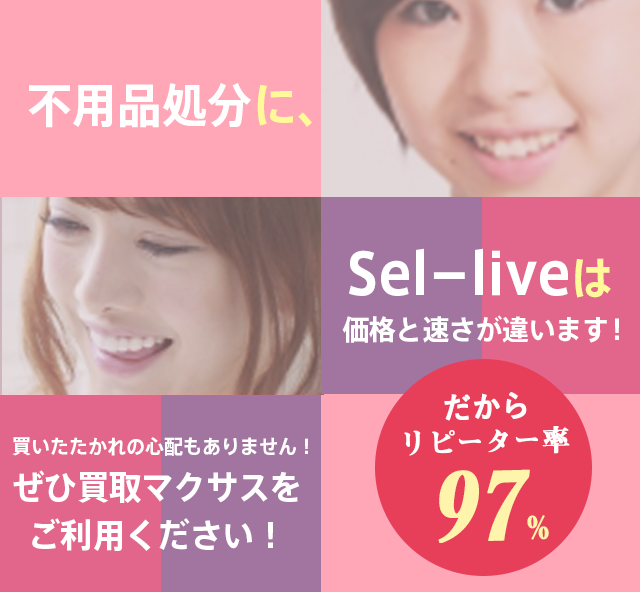 不用品処分に、
Sel−liveは
価格と速さが違います!
買いたたかれの心配もありません！
ぜひ買取マクサスを
ご利用ください！
だから
リピーター率
97%